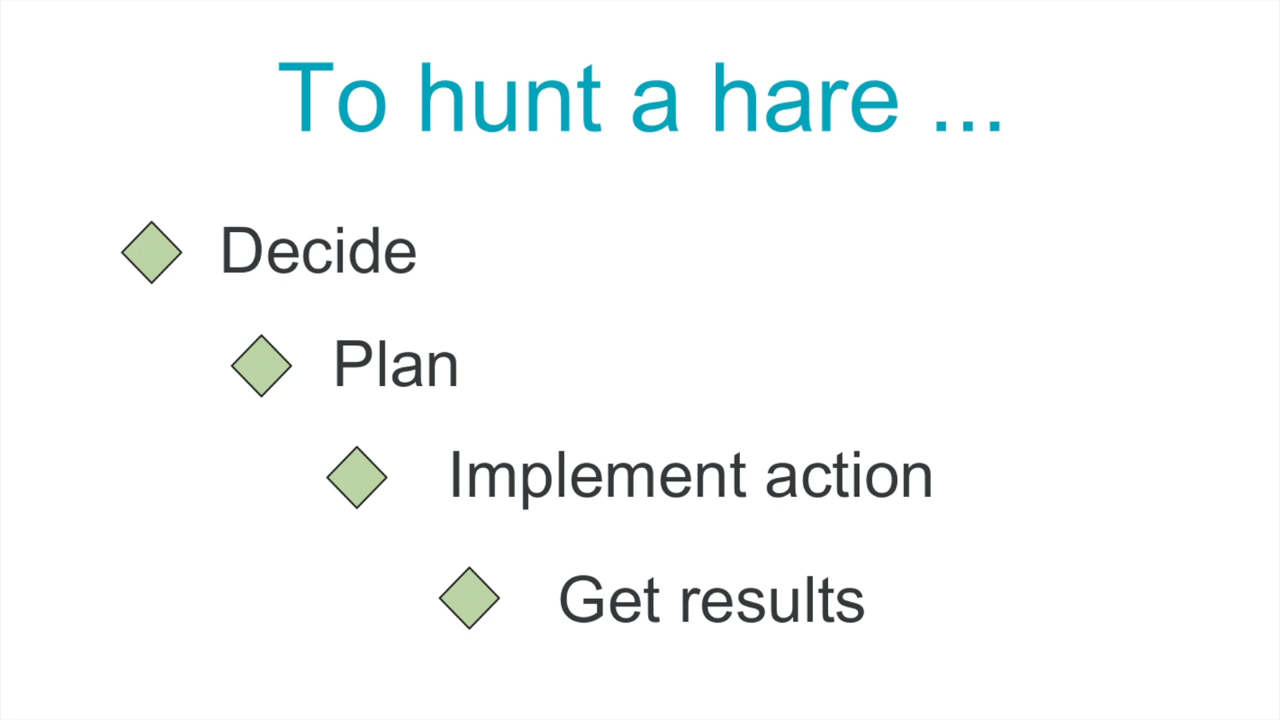 To hunt a hare ...
Decide
Plan
Implement action
Get results